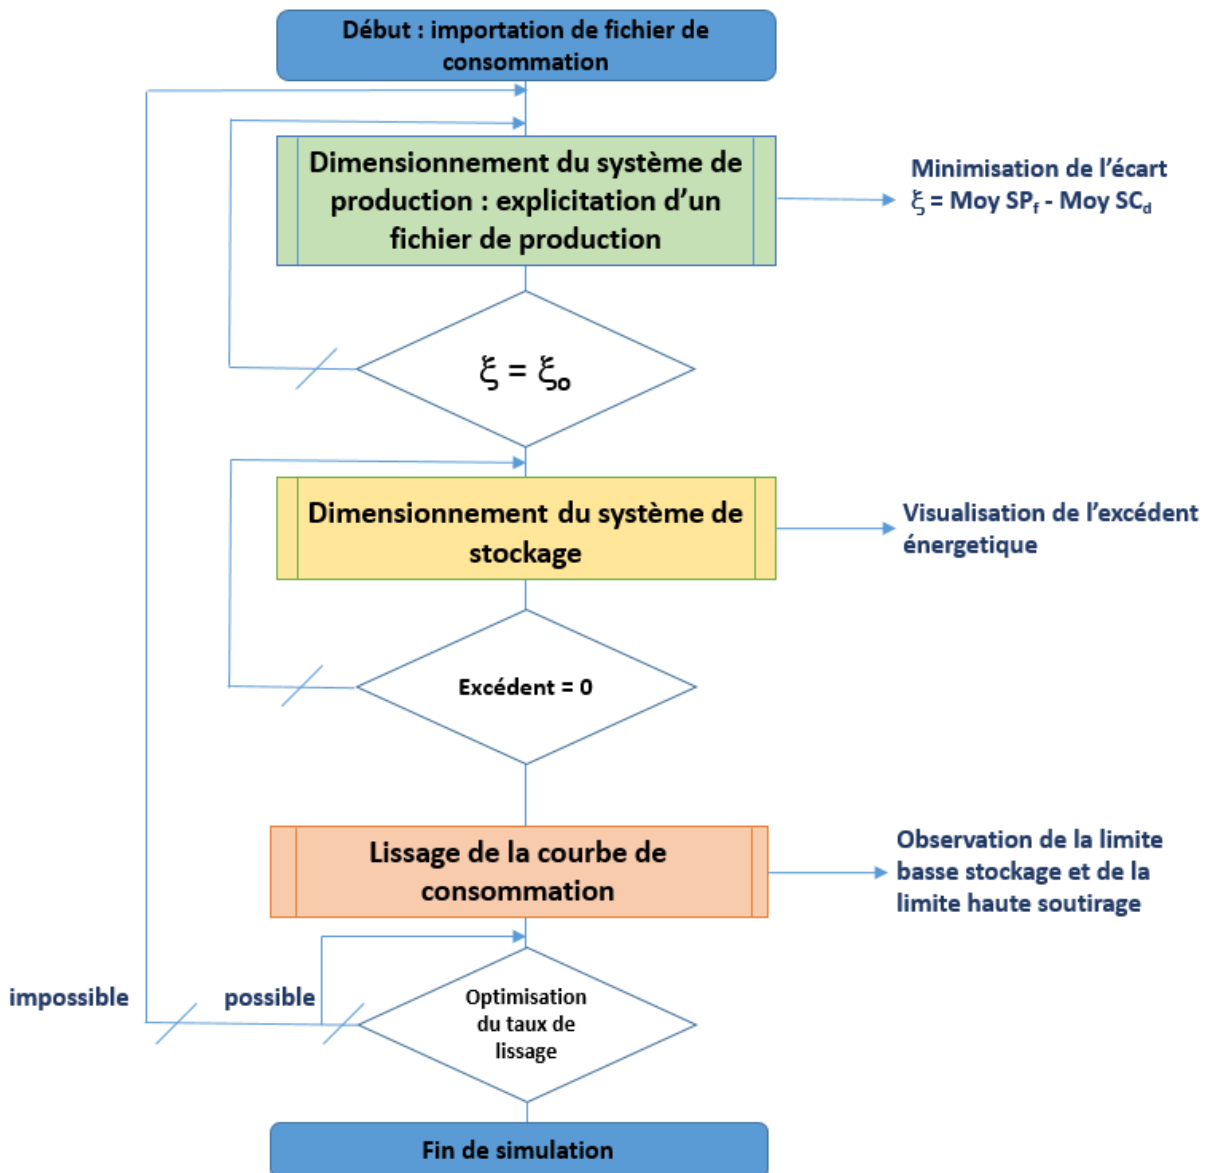 Début : importation de fichier de
consommation
Dimensionnement du système de
production : explicitation d'un
fichier de production
Minimisation de l'écart
ξ = Moy SPf - Moy SCd
ξ = ξo
Dimensionnement du système de
stockage
Visualisation de l'excédent
énergetique
Excédent = 0
Lissage de la courbe de
consommation
Observation de la limite
basse stockage et de la
limite haute soutirage
impossible
possible
Optimisation
du taux de
lissage
Fin de simulation